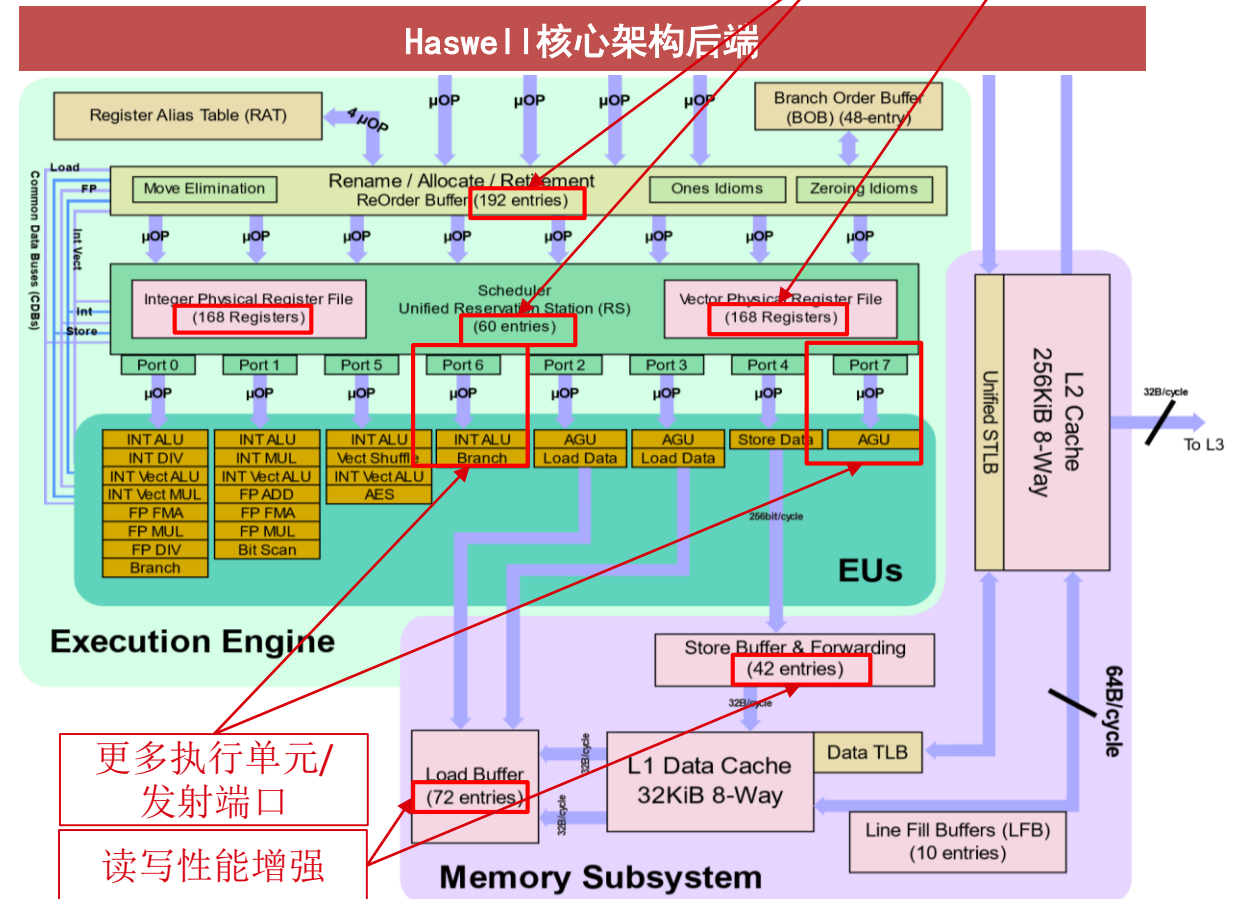 Haswell核心架构后端
Register Alias Table (RAT)
4 µOP
µOP
µOP
µOP
µOP
Branch Order Buffer
(BOB) (48-entry)
Common Data Buses (CDBs)
Load
FP
Int Vect
Int
Store
Move Elimination
Rename / Allocate / Retirement
ReOrder Buffer (192 entries)
Ones Idioms
Zeroing Idioms
µOP
µOP
µOP
µOP
µOP
µOP
µOP
µOP
Integer Physical Register File
(168 Registers)
Scheduler
Unified Reservation Station (RS)
(60 entries)
Vector Physical Register File
(168 Registers)
Port 0
Port 1
Port 5
Port 6
Port 2
Port 3
Port 4
Port 7
µOP
µOP
µOP
µOP
µOP
µOP
µOP
µOP
INT ALU
INT DIV
INT Vect ALU
INT Vect MUL
FP FMA
FP MUL
FP DIV
Branch
INT ALU
INT MUL
INT Vect ALU
FP ADD
FP FMA
FP MUL
Bit Scan
INT ALU
Vect Shuffle
INT Vect ALU
AES
INT ALU
Branch
AGU
Load Data
AGU
Load Data
Store Data
AGU
256bit/cycle
EUs
Execution Engine
Unified STLB
L2 Cache
256KiB 8-Way
32B/cycle
To L3
Store Buffer & Forwarding
(42 entries)
32B/cycle
64B/cycle
更多执行单元/
发射端口
Load Buffer
(72 entries)
32B/cycle
32B/cycle
L1 Data Cache
32KiB 8-Way
Data TLB
Line Fill Buffers (LFB)
(10 entries)
读写性能增强
Memory Subsystem